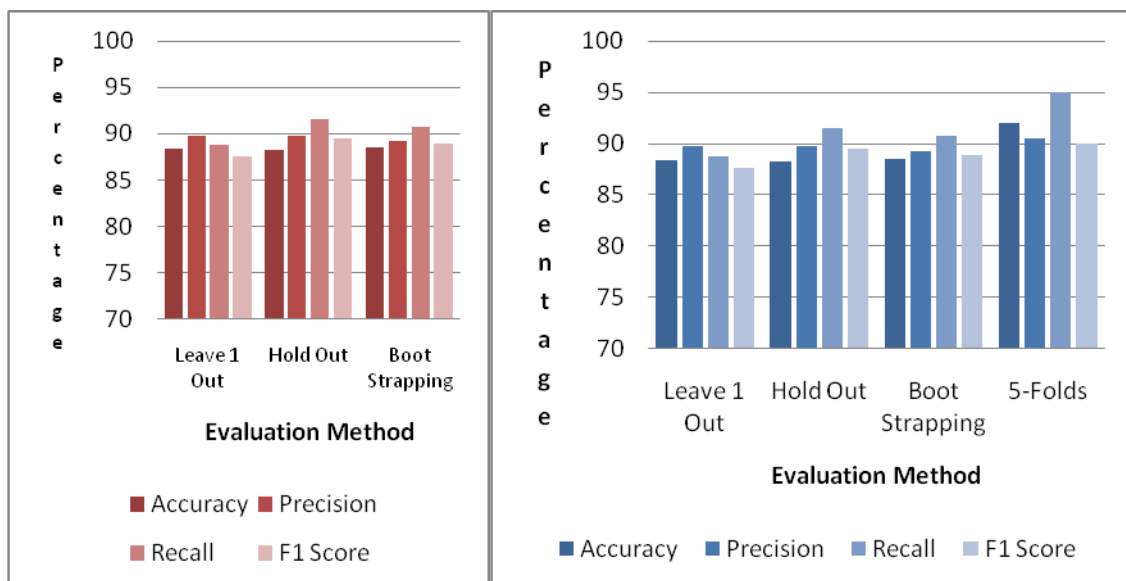 100
95
90
85
80
75
70
Percentage
Leave 1
Out
Hold Out
Boot
Strapping
Evaluation Method
Accuracy Precision
Recall F1 Score
100
95
90
85
80
75
70
Percentage
Leave 1
Out
Hold Out
Boot
Strapping
5-Folds
Evaluation Method
Accuracy Precision Recall F1 Score